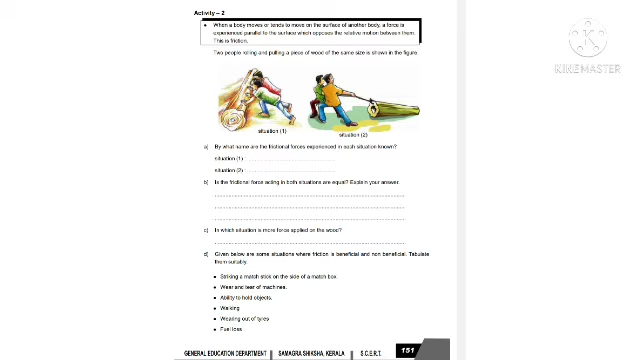 Activity – 2
• When a body moves or tends to move on the surface of another body, a force is
experienced parallel to the surface which opposes the relative motion between them.
This is friction.
Two people rolling and pulling a piece of wood of the same size is shown in the figure
situation (1)
situation (2)
a) By what name are the frictional forces experienced in each situation known?
situation (1) : ................................
situation (2) : ................................
b) Is the frictional force acting in both situations are equal? Explain your answer.
c) In which situation is more force applied on the wood?
d) Given below are some situations where friction is beneficial and non beneficial. Tabulate
them suitably.
• Striking a match stick on the side of a match box.
• Wear and tear of machines.
• Ability to hold objects.
• Walking
• Wearing out of tyres
• Fuel loss
GENERAL EDUCATION DEPARTMENT | SAMAGRA SHIKSHA, KERALA | S.C.E.R.T. 151
K
KINEMASTER